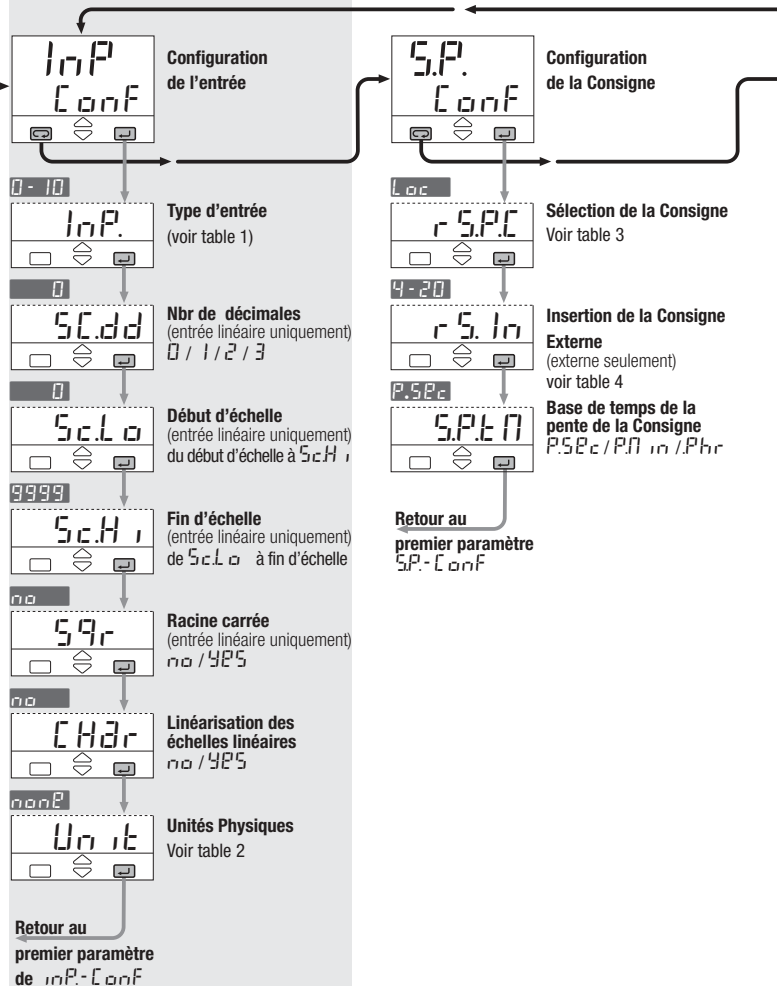 InP
ConF
Configuration
de l'entrée
0-10
InP.
Type d'entrée
(voir table 1)
0
SC.dd
Nbr de décimales
(entrée linéaire uniquement)
0 / 1 / 2 / 3
0
Sc.Lo
Début d'échelle
(entrée linéaire uniquement)
du début d'échelle à Sc.Hi
9999
Sc.Hi
Fin d'échelle
(entrée linéaire uniquement)
de Sc.Lo à fin d'échelle
no
Sqr
Racine carrée
(entrée linéaire uniquement)
no / YES
no
CHar
Linéarisation des
échelles linéaires
no / YES
nonE
Unit
Unités Physiques
Voir table 2
Retour au
premier paramètre
de inP.-ConF
S.P.
ConF
Configuration
de la Consigne
Loc
r S.P.C
Sélection de la Consigne
Voir table 3
4-20
r S. In
Insertion de la Consigne
Externe
(externe seulement)
voir table 4
P.SEc
S.P.tM
Base de temps de la
pente de la Consigne
P.SEc / P.Min / .Phr
Retour au
premier paramètre
S.P.-ConF